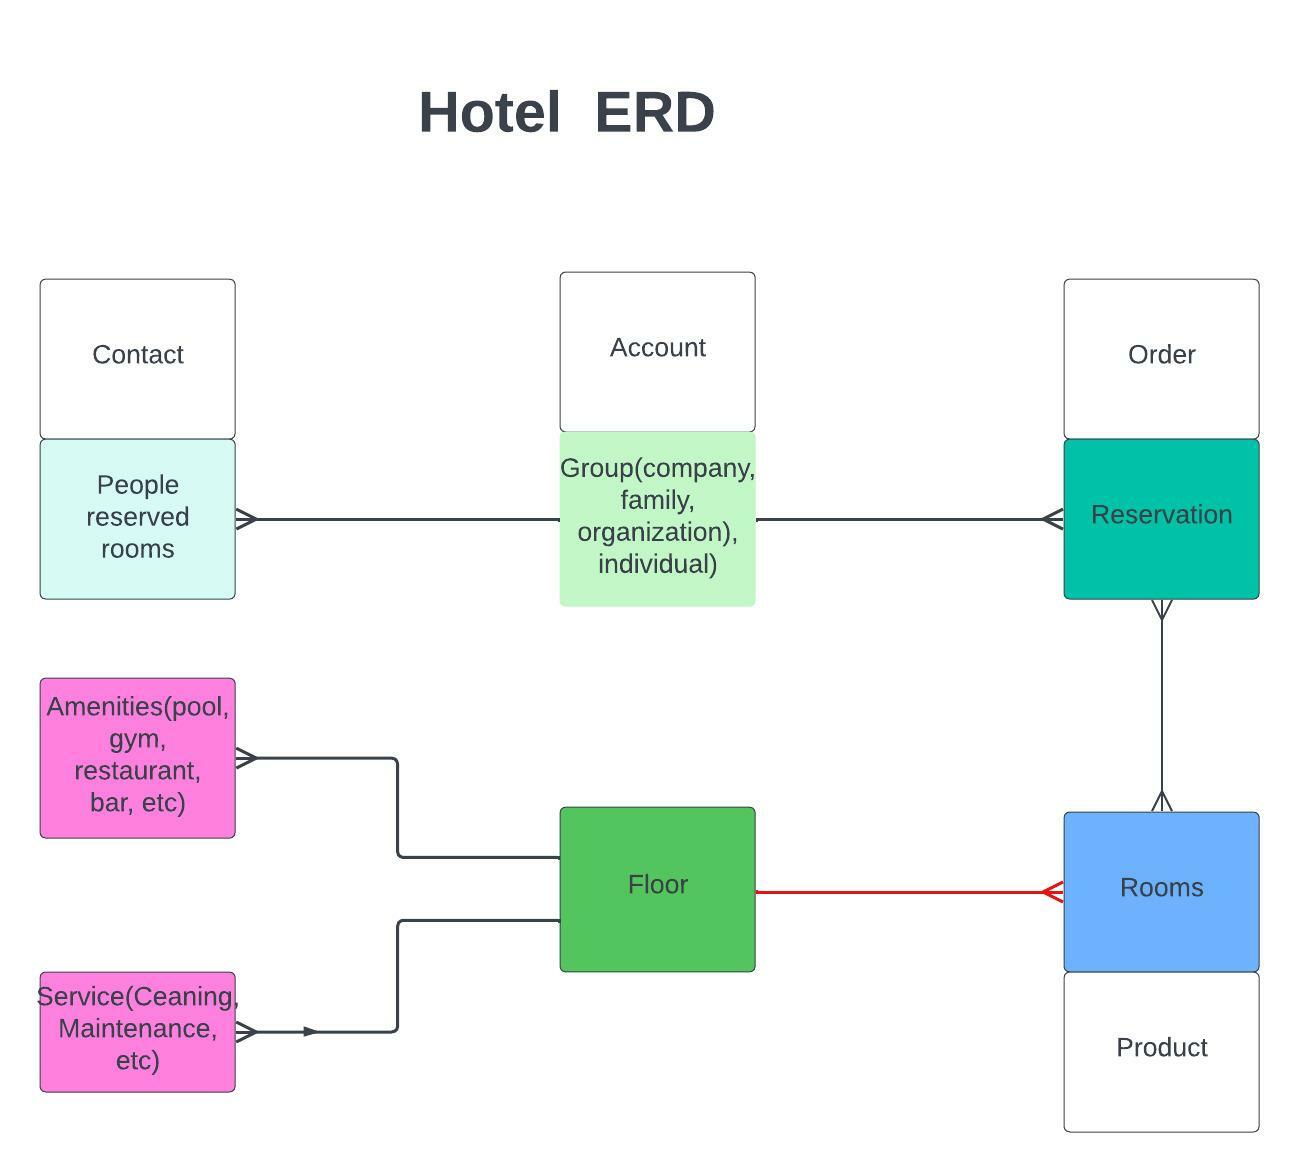 Hotel ERD
Contact
People
reserved
rooms
Account
Group(company,
family,
organization),
individual)
Order
Reservation
Amenities(pool,
gym,
restaurant,
bar, etc)
Service(Ceaning,
Maintenance,
etc)
Floor
Rooms
Product